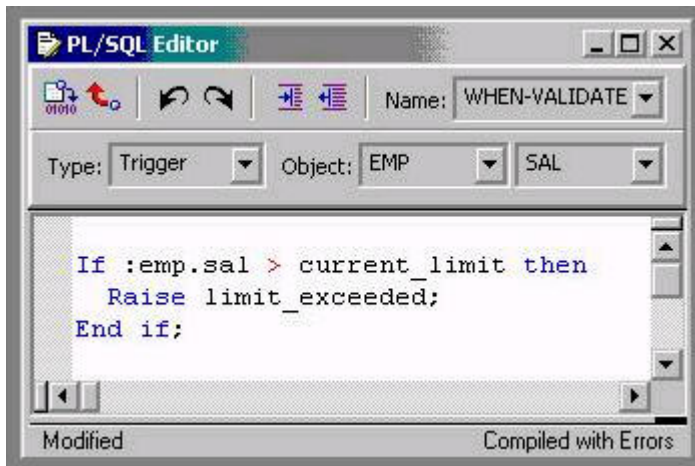 PL/SQL Editor
01010
Name: WHEN-VALIDATE
Type: Trigger Object: EMP SAL
If :emp.sal > current_limit then
Raise limit_exceeded;
End if;
Modified Compiled with Errors